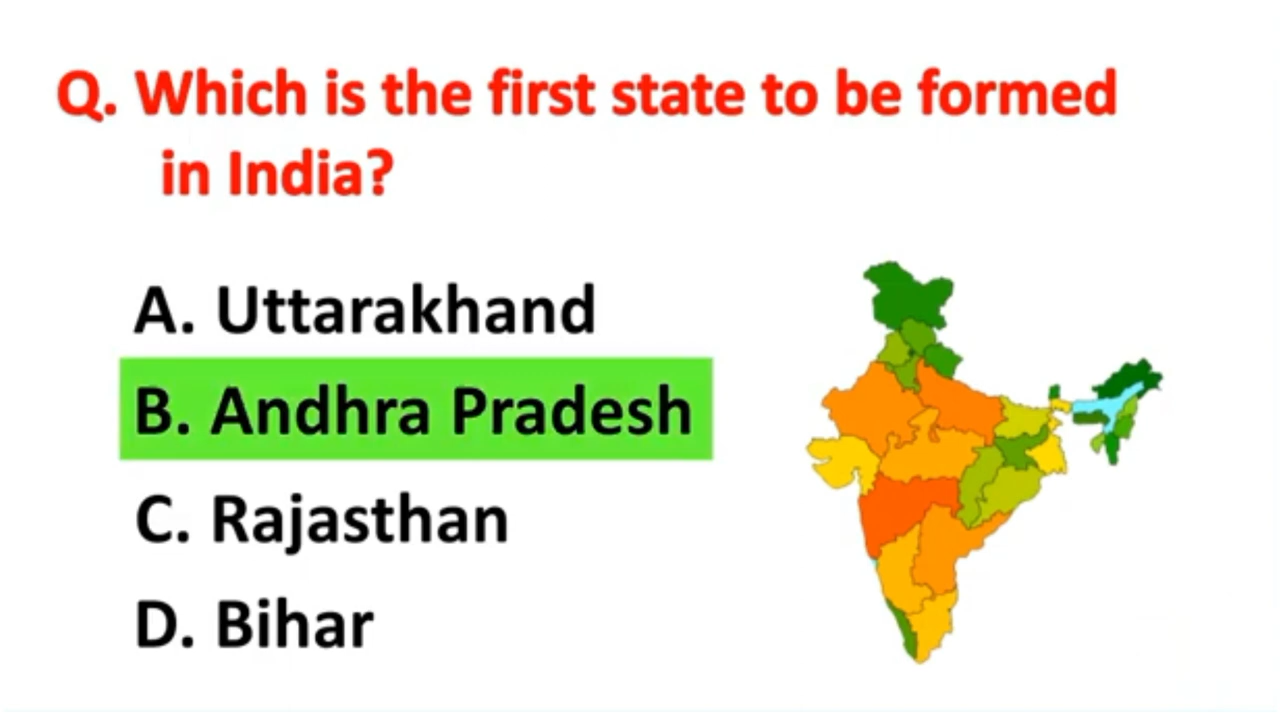 Q. Which is the first state to be formed
in India?
A. Uttarakhand
B. Andhra Pradesh
C. Rajasthan
D. Bihar